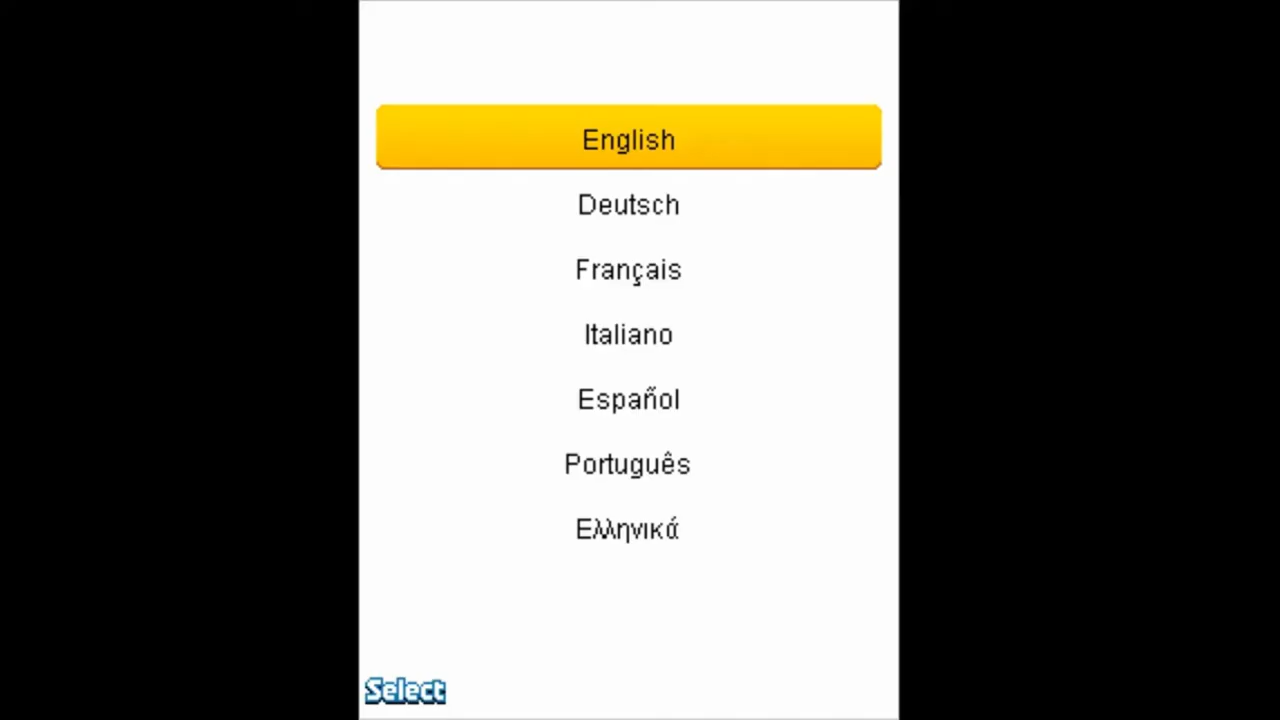 English
Deutsch
Français
Italiano
Español
Português
Ελληνικά
Select